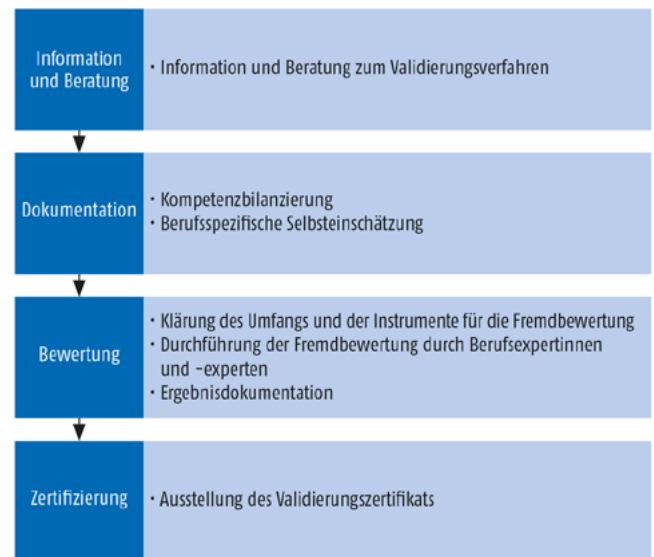 Information
und Beratung
· Information und Beratung zum Validierungsverfahren
Dokumentation
· Kompetenzbilanzierung
· Berufsspezifische Selbsteinschätzung
Bewertung
· Klärung des Umfangs und der Instrumente für die Fremdbewertung
· Durchführung der Fremdbewertung durch Berufsexpertinnen
und -experten
· Ergebnisdokumentation
Zertifizierung
· Ausstellung des Validierungszertifikats